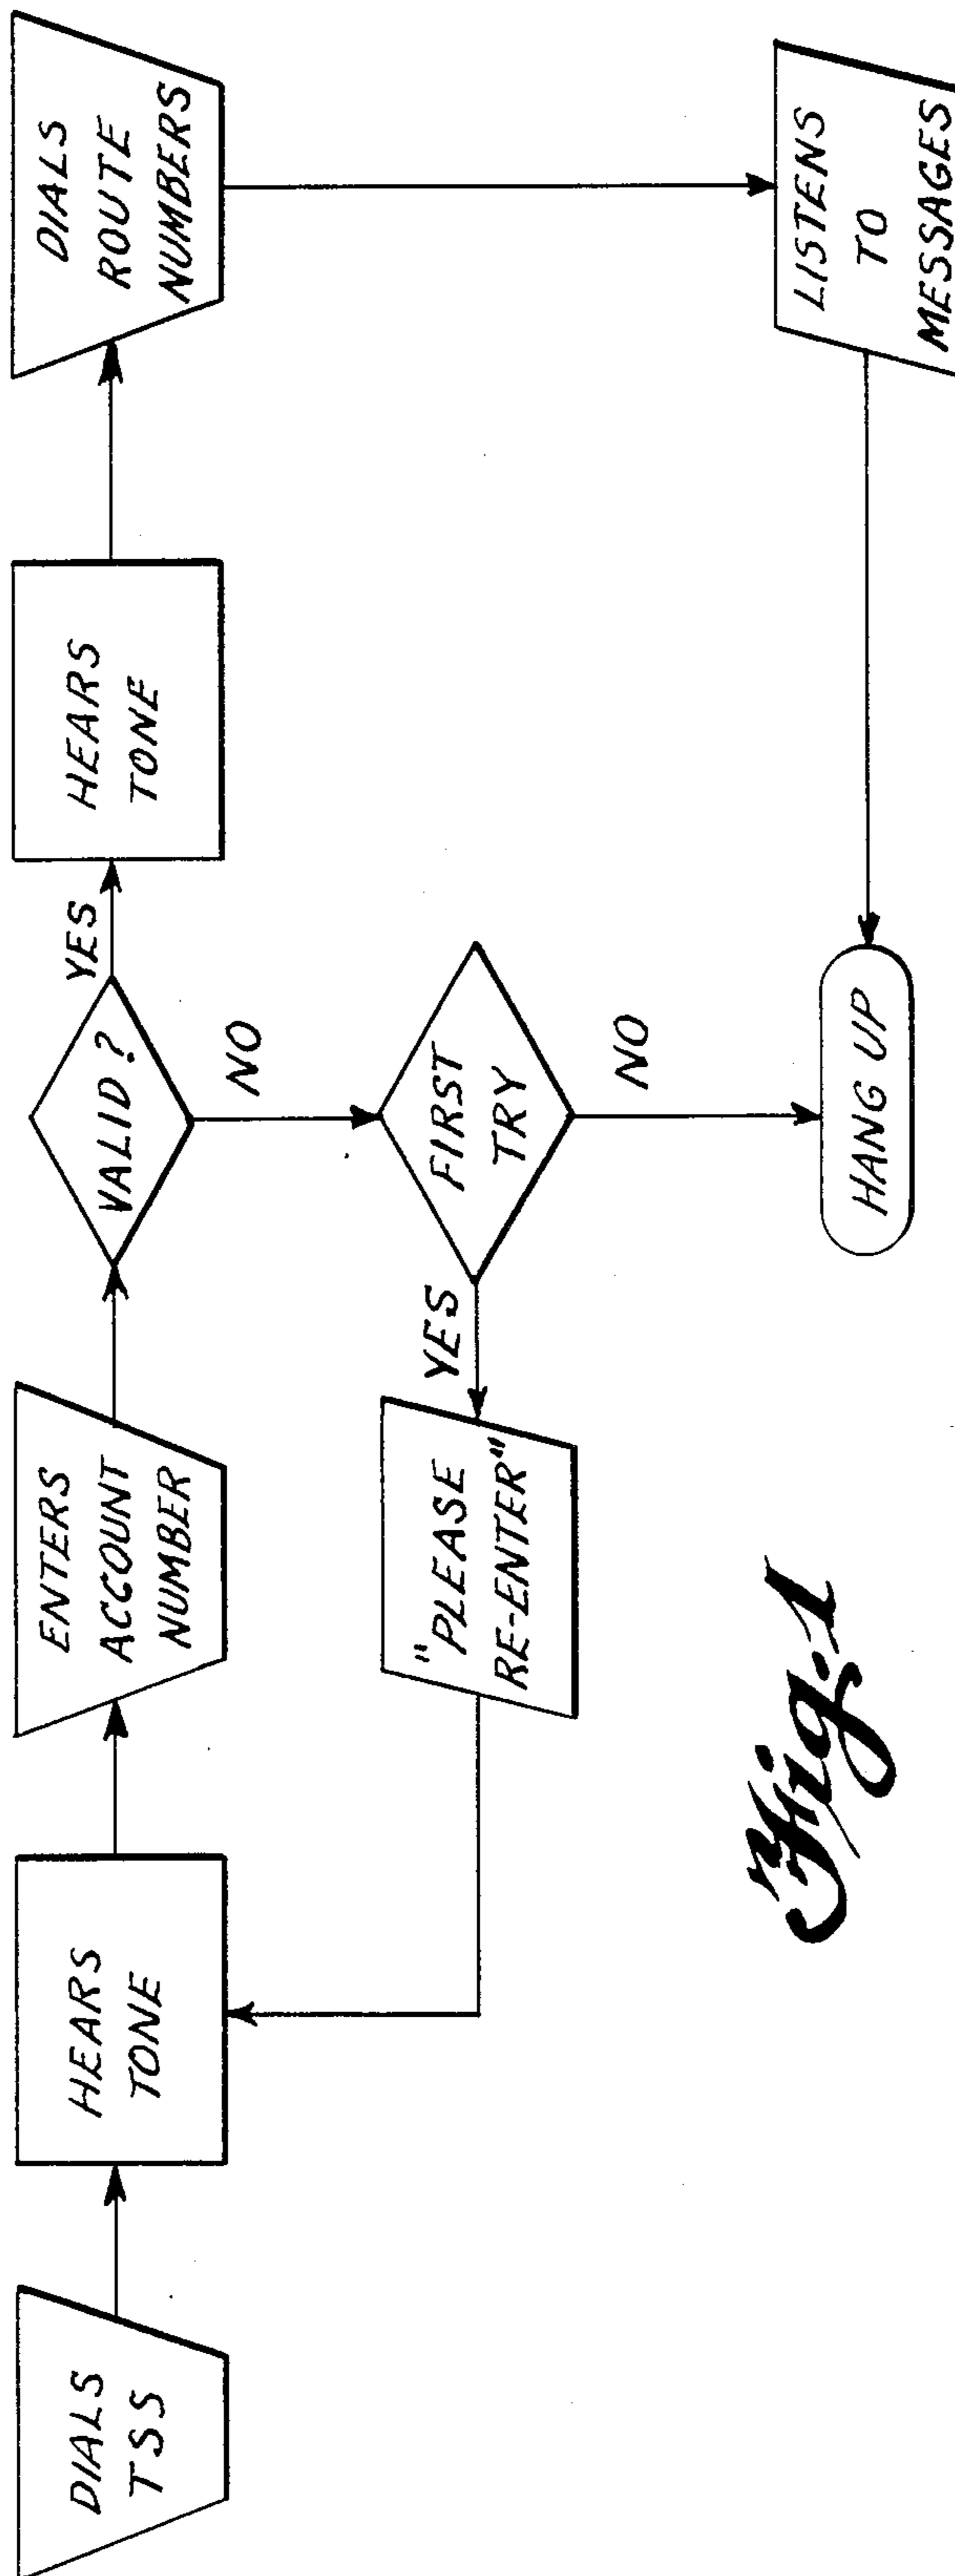 DIALS
TSS
HEARS
TONE
ENTERS
ACCOUNT
NUMBER
VALID?
YES
HEARS
TONE
DIALS
ROUTE
NUMBERS
NO
"PLEASE
RE-ENTER"
YES
FIRST
TRY
NO
LISTENS
TO
MESSAGES
HANG UP
Fig. 1